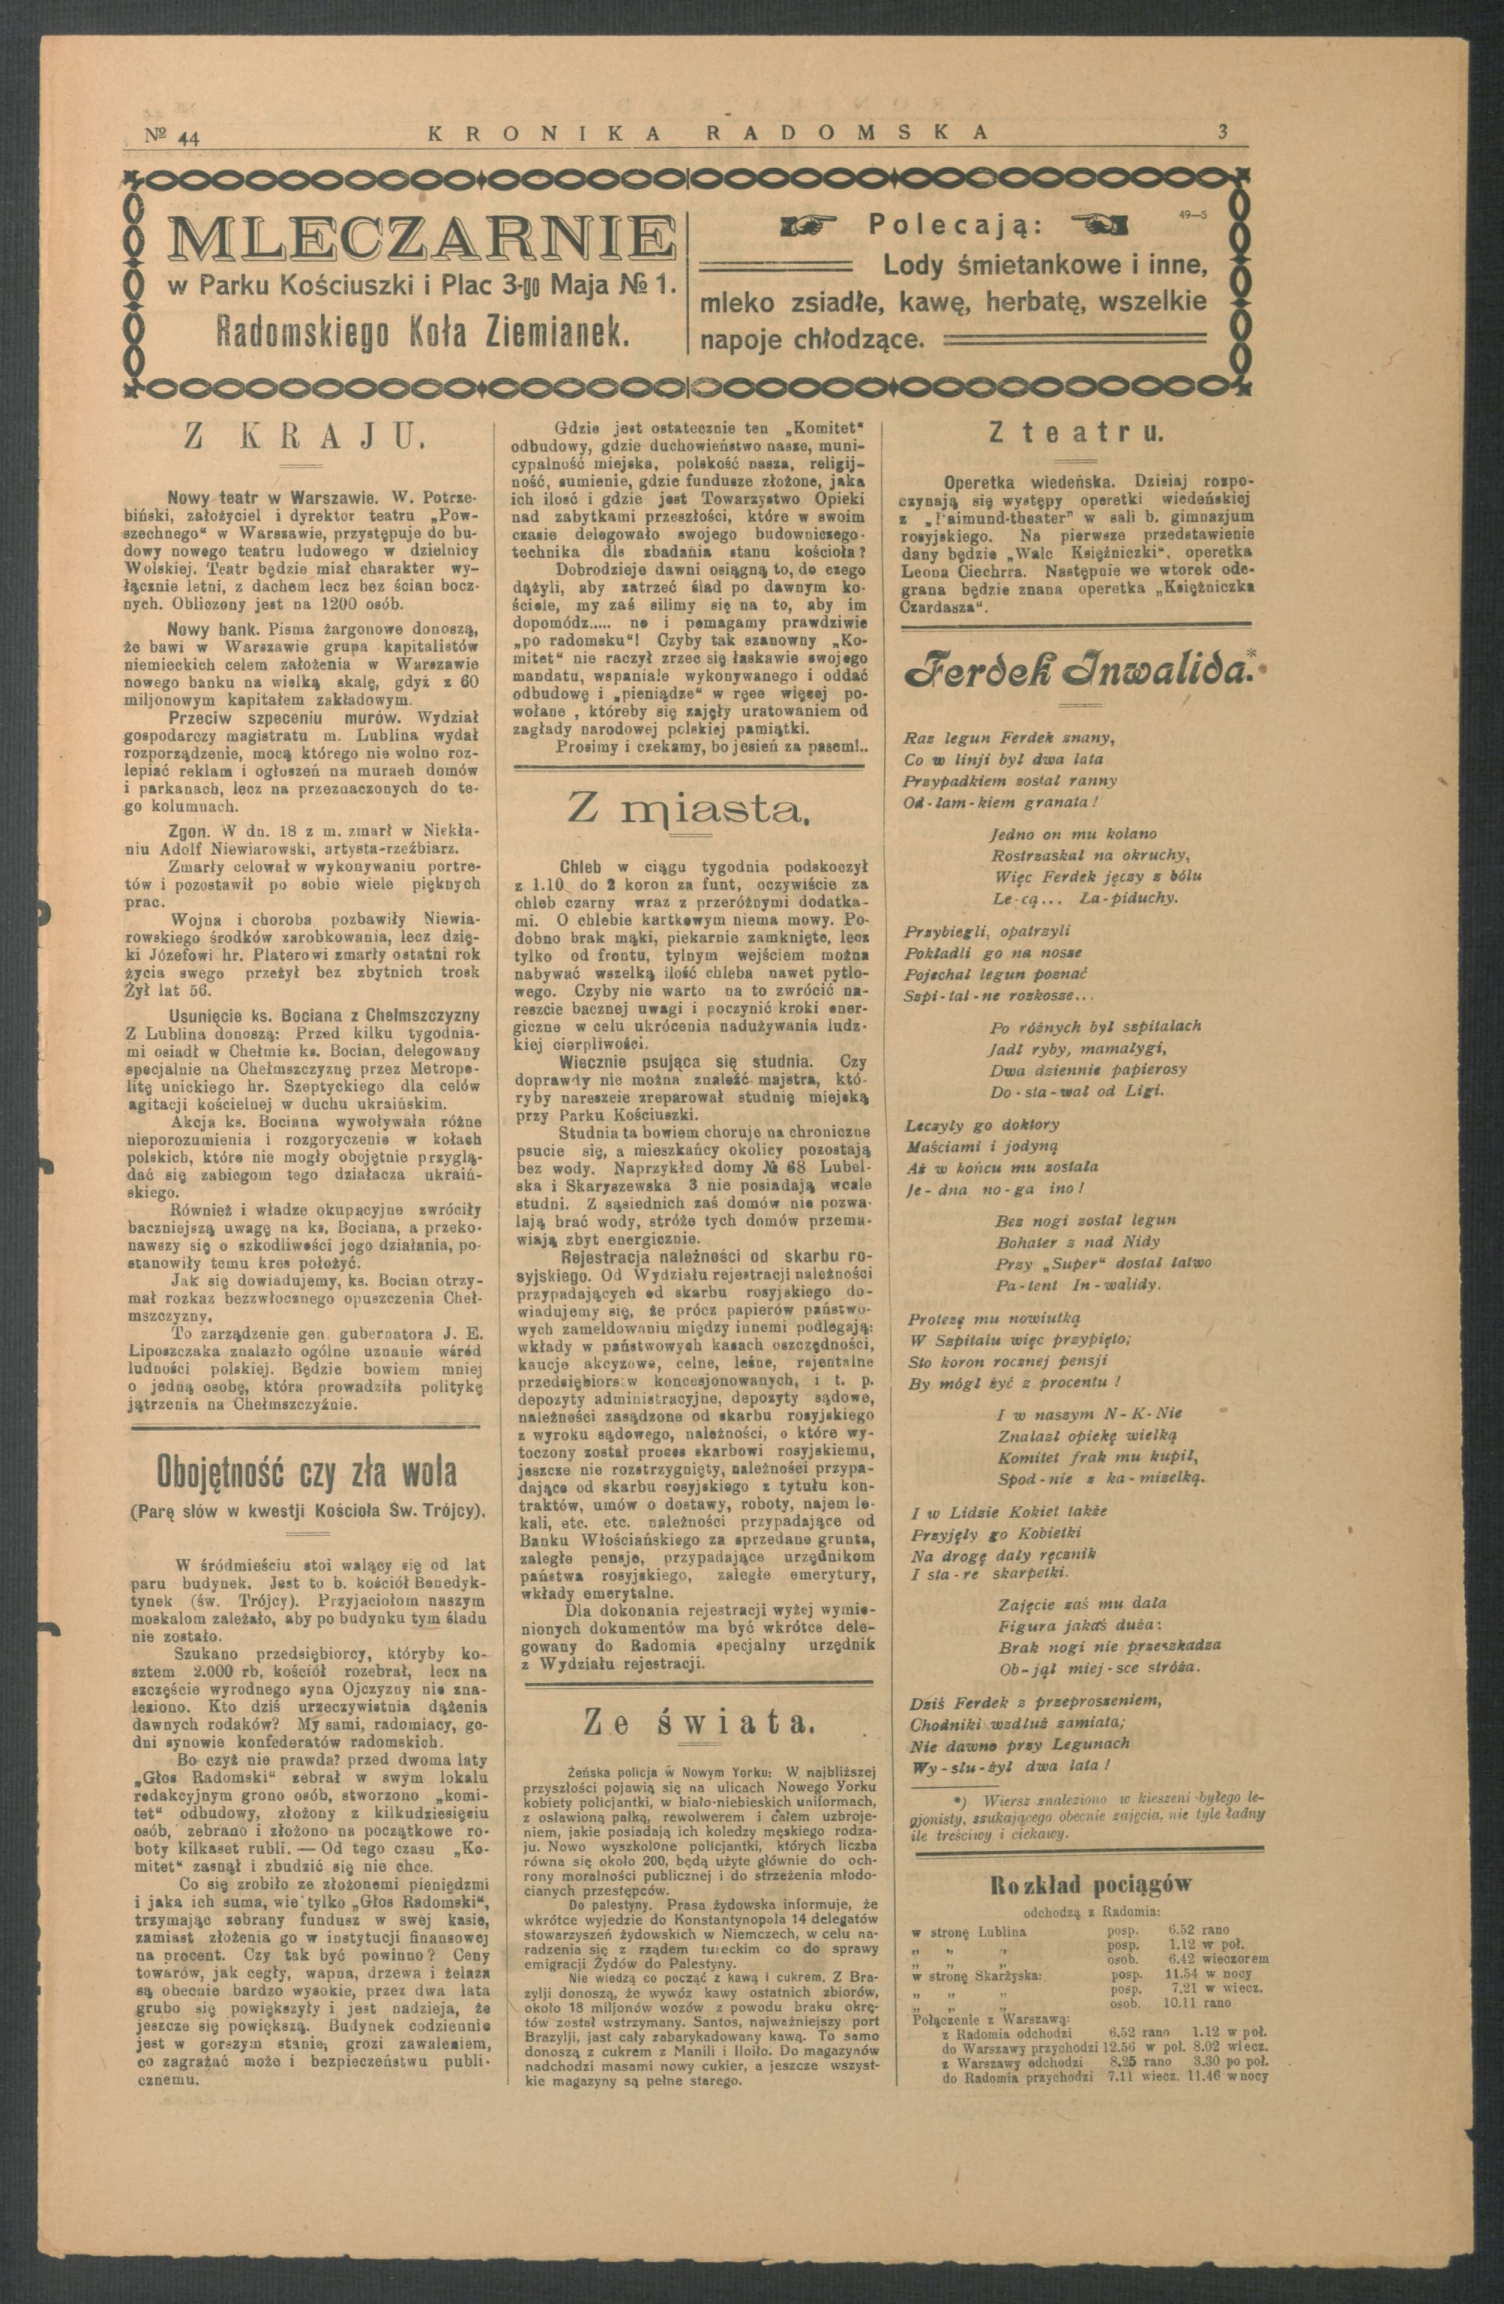 № 44
KRONIKA RADOMSKA
3
MLECZARNIE
w Parku Kościuszki i Plac 3-go Maja № 1.
Radomskiego Koła Ziemianek.
Polecają:
49—5
Lody śmietankowe i inne,
mleko zsiadłe, kawę, herbatę, wszelkie
napoje chłodzące.
Z KRAJU.
Nowy teatr w Warszawie. W. Potrze-
biński, założyciel i dyrektor teatru „Pow-
szechnego" w Warszawie, przystępuje do bu-
dowy nowego teatru ludowego w dzielnicy
Wolskiej. Teatr będzie miał charakter wy-
łącznie letni, z dachem lecz bez ścian bocz-
nych. Obliczony jest na 1200 osób.
Nowy bank. Pisma żargonowe donoszą,
że bawi w Warszawie grupa kapitalistów
niemieckich celem założenia w Warszawie
nowego banku na wielką skalę, gdyż z 60
miljonowym kapitałem zakładowym.
Przeciw szpeceniu murów. Wydział
gospodarczy magistratu m. Lublina wydał
rozporządzenie, mocą którego nie wolno roz-
lepiać reklam i ogłoszeń na murach domów
i parkanach, lecz na przeznaczonych do te-
go kolumnach.
Zgon. W dn. 18 z m. zmarł w Niekła-
niu Adolf Niewiarowski, artysta-rzeźbiarz.
Zmarły celował w wykonywaniu portre-
tów i pozostawił po sobie wiele pięknych
prac.
Wojna i choroba pozbawiły Niewia-
rowskiego środków zarobkowania, lecz dzię-
ki Józefowi hr. Platerowi zmarły ostatni rok
życia swego przeżył bez zbytnich trosk
Żył lat 56.
Usunięcie ks. Bociana z Chełmszczyzny
Z Lublina donoszą: Przed kilku tygodnia-
mi osiadł w Chełmie ks. Bocian, delegowany
specjalnie na Chełmszczyznę przez Metropo-
litę unickiego hr. Szeptyckiego dla celów
agitacji kościelnej w duchu ukraińskim.
Akcja ks. Bociana wywoływała różne
nieporozumienia i rozgoryczenie w kołach
polskich, które nie mogły obojętnie przyglą-
dać się zabiegom tego działacza ukraiń-
skiego.
Również i władze okupacyjne zwróciły
baczniejszą uwagę na ks. Bociana, a przeko-
nawszy się o szkodliwości jego działania, po-
stanowiły temu kres położyć.
Jak się dowiadujemy, ks. Bocian otrzy-
mał rozkaz bezzwłocznego opuszczenia Cheł-
mszczyzny.
To zarządzenie gen. gubernatora J. E.
Liposzczaka znalazło ogólne uznanie wśród
ludności polskiej. Będzie bowiem mniej
o jedną osobę, która prowadziła politykę
jątrzenia na Chełmszczyźnie.
Obojętność czy zła wola
(Parę słów w kwestji Kościoła Św. Trójcy).
W śródmieściu stoi walący się od lat
paru budynek. Jest to b. kościół Benedyk-
tynek (św. Trójcy). Przyjaciołom naszym
moskalom zależało, aby po budynku tym śladu
nie zostało.
Szukano przedsiębiorcy, któryby ko-
sztem 2.000 rb, kościół rozebrał, lecz na
szczęście wyrodnego syna Ojczyzny nie zna-
leziono. Kto dziś urzeczywistnia dążenia
dawnych rodaków? My sami, radomiacy, go-
dni synowie konfederatów radomskich.
Bo czyż nie prawda? przed dwoma laty
„Głos Radomski" zebrał w swym lokalu
redakcyjnym grono osób, stworzono „komi-
tet" odbudowy, złożony z kilkudziesięciu
osób, zebrano i złożono na początkowe ro-
boty kilkaset rubli. — Od tego czasu „Ko-
mitet" zasnął i zbudzić się nie chce.
Co się zrobiło ze złożonemi pieniędzmi
i jaka ich suma, wie tylko „Głos Radomski",
trzymając zebrany fundusz w swej kasie,
zamiast złożenia go w instytucji finansowej
na procent. Czy tak być powinno? Ceny
towarów, jak cegły, wapna, drzewa i żelaza
są obecnie bardzo wysokie, przez dwa lata
grubo się powiększyły i jest nadzieja, że
jeszcze się powiększą. Budynek codziennie
jest w gorszym stanie, grozi zawaleniem,
co zagrażać może i bezpieczeństwu publi-
cznemu.
Gdzie jest ostatecznie ten „Komitet"
odbudowy, gdzie duchowieństwo nasze, muni-
cypalność miejska, polskość nasza, religij-
ność, sumienie, gdzie fundusze złożone, jaka
ich ilość i gdzie jest Towarzystwo Opieki
nad zabytkami przeszłości, które w swoim
czasie delegowało swojego budowniczego-
technika dla zbadania stanu kościoła?
Dobrodzieje dawni osiągną to, do czego
dążyli, aby zatrzeć ślad po dawnym ko-
ściele, my zaś silimy się na to, aby im
dopomódz..... no i pomagamy prawdziwie
„po radomsku"! Czyby tak szanowny „Ko-
mitet" nie raczył zrzec się łaskawie swojego
mandatu, wspaniale wykonywanego i oddać
odbudowę i „pieniądze" w ręce więcej po-
wołane , któreby się zajęły uratowaniem od
zagłady narodowej polskiej pamiątki.
Prosimy i czekamy, bo jesień za pasem!..
Z miasta.
Chleb w ciągu tygodnia podskoczył
z 1.10 do 2 koron za funt, oczywiście za
chleb czarny wraz z przeróżnymi dodatka-
mi. O chlebie kartkowym niema mowy. Po-
dobno brak mąki, piekarnie zamknięte, lecz
tylko od frontu, tylnym wejściem można
nabywać wszelką ilość chleba nawet pytlo-
wego. Czyby nie warto na to zwrócić na-
reszcie bacznej uwagi i poczynić kroki ener-
giczne w celu ukrócenia nadużywania ludz-
kiej cierpliwości.
Wiecznie psująca się studnia. Czy
doprawdy nie można znaleźć majstra, któ-
ryby nareszcie zreparował studnię miejską
przy Parku Kościuszki.
Studnia ta bowiem choruje na chroniczne
psucie się, a mieszkańcy okolicy pozostają
bez wody. Naprzykład domy № 68 Lubel-
ska i Skaryszewska 3 nie posiadają wcale
studni. Z sąsiednich zaś domów nie pozwa-
lają brać wody, stróże tych domów przema-
wiają zbyt energicznie.
Rejestracja należności od skarbu ro-
syjskiego. Od Wydziału rejestracji należności
przypadających od skarbu rosyjskiego do-
wiadujemy się, że prócz papierów państwo-
wych zameldowaniu między innemi podlegają:
wkłady w państwowych kasach oszczędności,
kaucje akcyzowe, celne, leśne, rejentalne
przedsiębiorstw koncesjonowanych, i t. p.
depozyty administracyjne, depozyty sądowe,
należności zasądzone od skarbu rosyjskiego
z wyroku sądowego, należności, o które wy-
toczony został proces skarbowi rosyjskiemu,
jeszcze nie rozstrzygnięty, należności przypa-
dające od skarbu rosyjskiego z tytułu kon-
traktów, umów o dostawy, roboty, najem lo-
kali, etc. etc. należności przypadające od
Banku Włościańskiego za sprzedane grunta,
zaległe pensje, przypadające urzędnikom
państwa rosyjskiego, zaległe emerytury,
wkłady emerytalne.
Dla dokonania rejestracji wyżej wymie-
nionych dokumentów ma być wkrótce dele-
gowany do Radomia specjalny urzędnik
z Wydziału rejestracji.
Ze świata.
Żeńska policja w Nowym Yorku: W najbliższej
przyszłości pojawią się na ulicach Nowego Yorku
kobiety policjantki, w biało-niebieskich uniformach,
z osławioną pałką, rewolwerem i całem uzbroje-
niem, jakie posiadają ich koledzy męskiego rodza-
ju. Nowo wyszkolone policjantki, których liczba
równa się około 200, będą użyte głównie do och-
rony moralności publicznej i do strzeżenia młodo-
cianych przestępców.
Do palestyny. Prasa żydowska informuje, że
wkrótce wyjedzie do Konstantynopola 14 delegatów
stowarzyszeń żydowskich w Niemczech, w celu na-
radzenia się z rządem tureckim co do sprawy
emigracji Żydów do Palestyny.
Nie wiedzą co począć z kawą i cukrem. Z Bra-
zylji donoszą, że wywóz kawy ostatnich zbiorów,
około 18 miljonów wozów z powodu braku okrę-
tów został wstrzymany. Santos, najważniejszy port
Brazylji, jast cały zabarykadowany kawą. To samo
donoszą z cukrem z Manili i Iloilo. Do magazynów
nadchodzi masami nowy cukier, a jeszcze wszyst-
kie magazyny są pełne starego.
Z teatru.
Operetka wiedeńska. Dzisiaj rozpo-
czynają się występy operetki wiedeńskiej
z „Raimund-theater" w sali b. gimnazjum
rosyjskiego. Na pierwsze przedstawienie
dany będzie „Walc Księżniczki", operetka
Leona Ciechrra. Następnie we wtorek ode-
grana będzie znana operetka „Księżniczka
Czardasza".
Ferdek Inwalida.*
Raz legun Ferdek znany,
Co w linji był dwa lata
Przypadkiem został ranny
Od-łam-kiem granata!
Jedno on mu kolano
Rostrzaskał na okruchy,
Więc Ferdek jęczy z bólu
Le-cą... La-piduchy.
Przybiegli, opatrzyli
Pokładli go na nosze
Pojechał legun poznać
Szpi-tal-ne rozkosze...
Po różnych był szpitalach
Jadł ryby, mamałygi,
Dwa dziennie papierosy
Do-sta-wał od Ligi.
Leczyly go doktory
Maściami i jodyną
Aż w końcu mu została
Je-dna no-ga ino!
Bez nogi został legun
Bohater z nad Nidy
Przy „Super" dostał łatwo
Pa-tent In-walidy.
Protezę mu nowiutką
W Szpitalu więc przypięto;
Sto koron rocznej pensji
By mógł żyć z procentu!
I w naszym N-K-Nie
Znalazł opiekę wielką
Komitet frak mu kupił,
Spod-nie z ka-mizelką.
I w Lidzie Kokiet także
Przyjęły go Kobietki
Na drogę dały ręcznik
I sta-re skarpetki.
Zajęcie zaś mu dała
Figura jakaś duża:
Brak nogi nie przeszkadza
Ob-jął miej-sce stróża.
Dziś Ferdek z przeproszeniem,
Chodniki wzdłuż zamiata;
Nie dawno przy Legunach
Wy-słu-żył dwa lata!
*) Wiersz znaleziono w kieszeni byłego le-
gjonisty, szukającego obecnie zajęcia, nie tyle ładny
ile treściwy i ciekawy.
Rozkład pociągów
odchodzą z Radomia:
w stronę Lublina posp. 6.52 rano
„ „ „ posp. 1.12 w poł.
„ „ „ osob. 6.42 wieczorem
w stronę Skarżyska: posp. 11.54 w nocy
„ „ „ posp. 7.21 w wiecz.
„ „ „ osob. 10.11 rano
Połączenie z Warszawą:
z Radomia odchodzi 6.52 rano 1.12 w poł.
do Warszawy przychodzi 12.56 w poł. 8.02 wiecz.
z Warszawy odchodzi 8.25 rano 3.30 po poł.
do Radomia przychodzi 7.11 wiecz. 11.46 w nocy